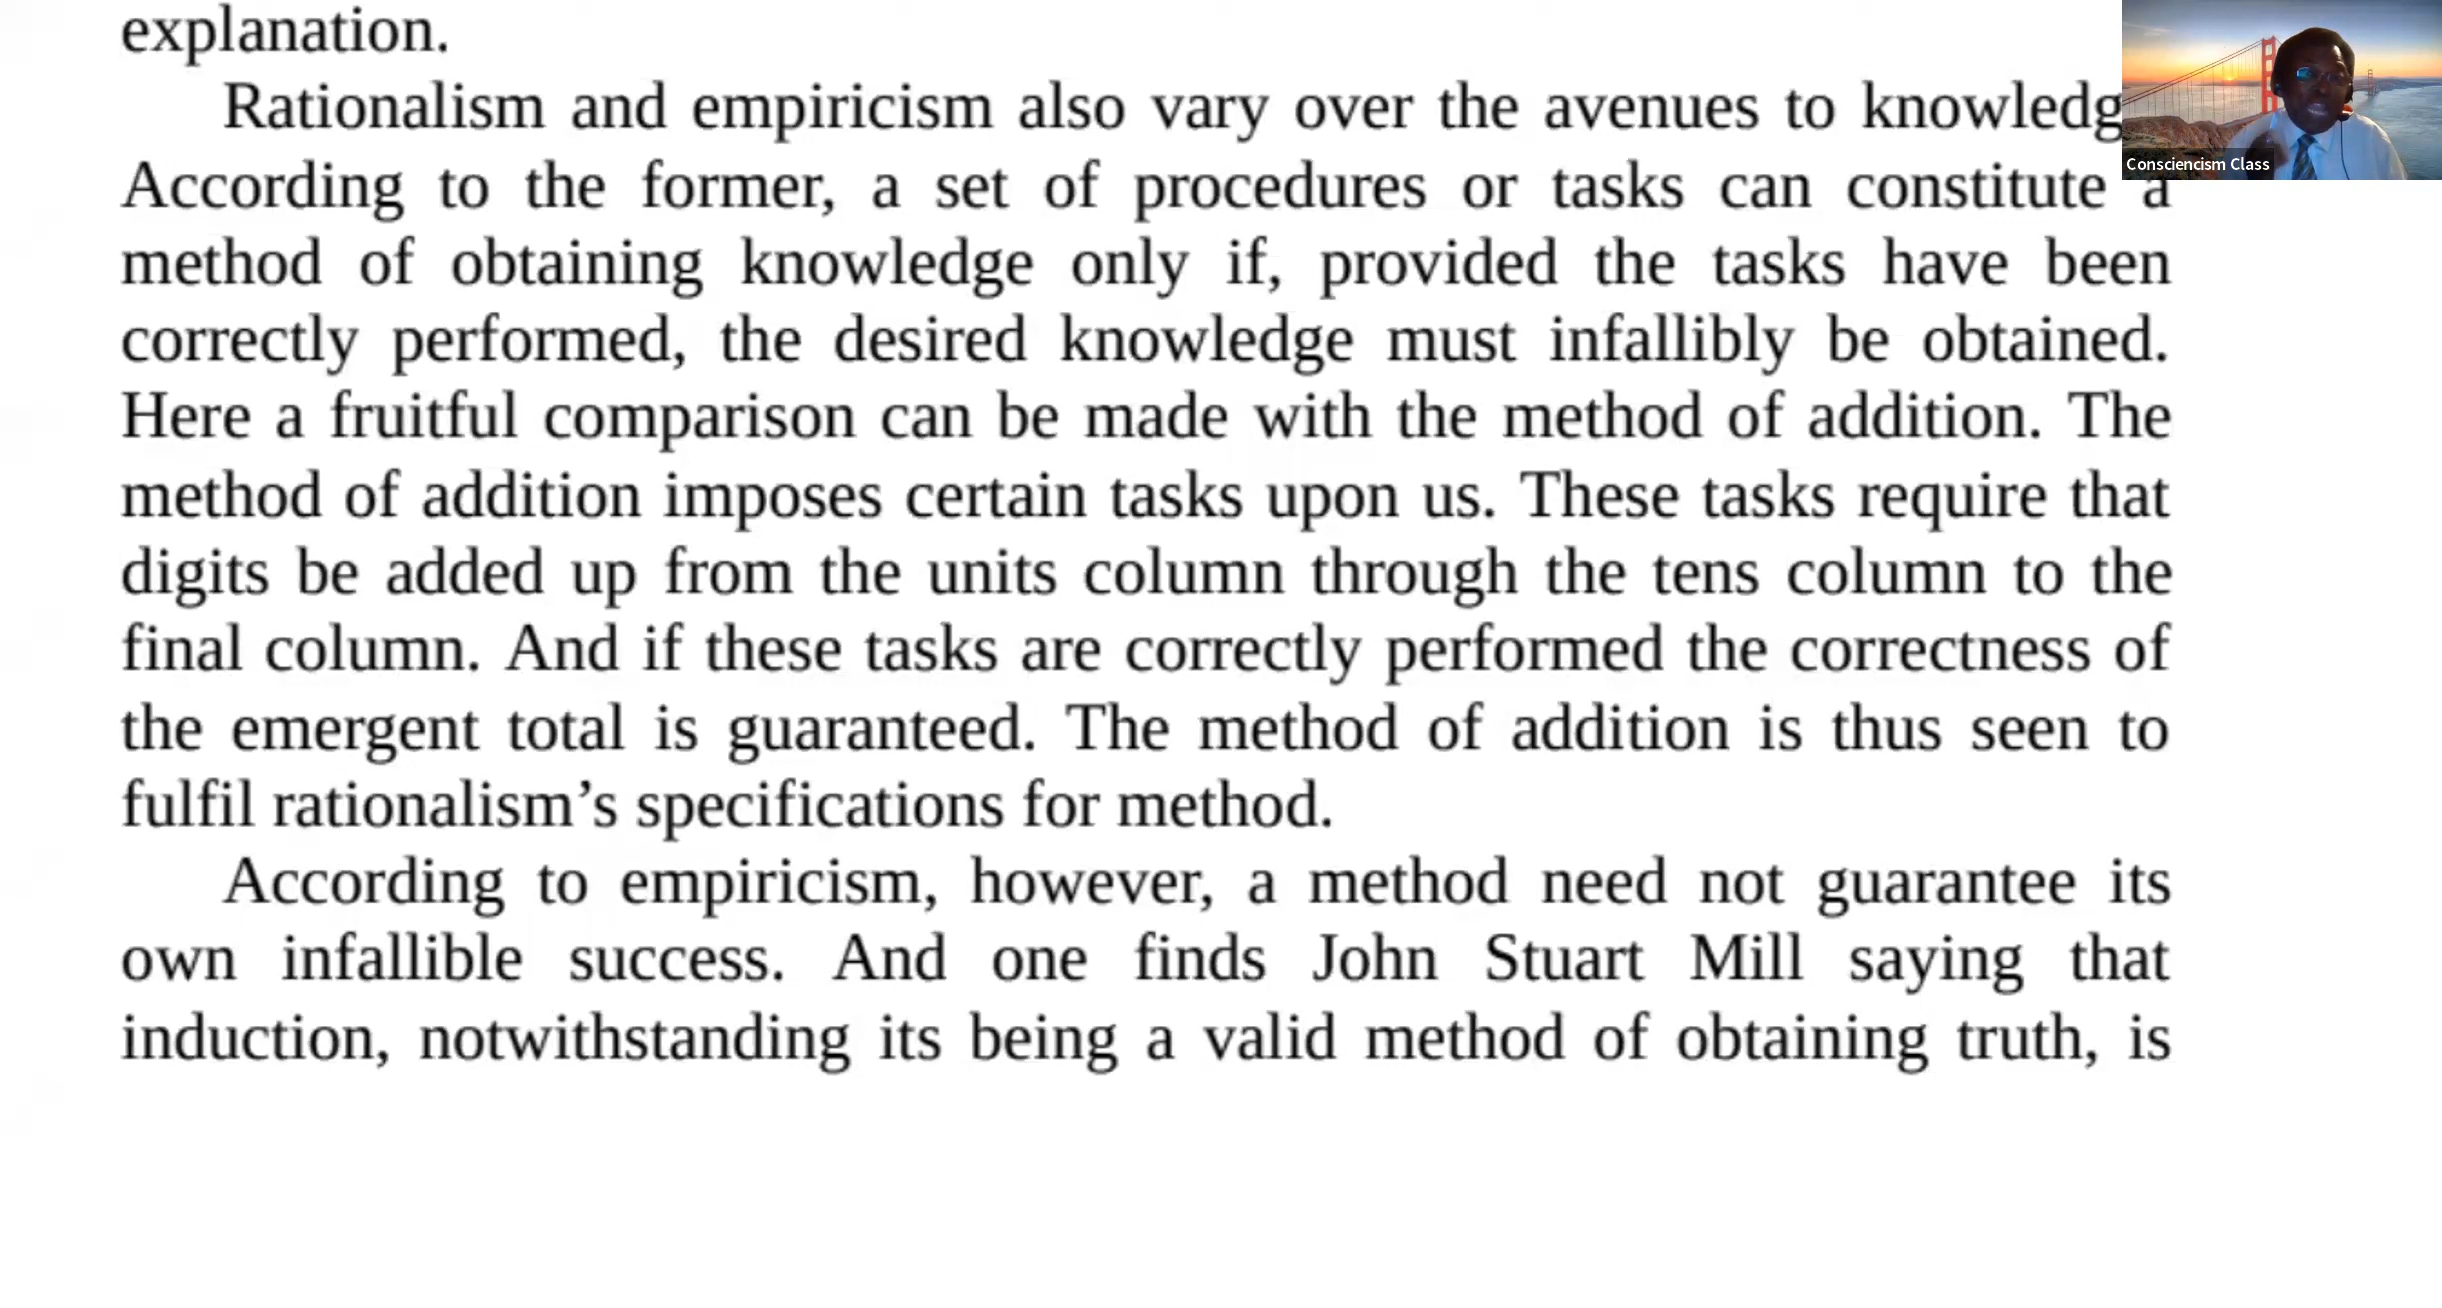 explanation.
Rationalism and empiricism also vary over the avenues to knowledg
According to the former, a set of procedures or tasks can constitute a
method of obtaining knowledge only if, provided the tasks have been
correctly performed, the desired knowledge must infallibly be obtained.
Here a fruitful comparison can be made with the method of addition. The
method of addition imposes certain tasks upon us. These tasks require that
digits be added up from the units column through the tens column to the
final column. And if these tasks are correctly performed the correctness of
the emergent total is guaranteed. The method of addition is thus seen to
fulfil rationalism’s specifications for method.
According to empiricism, however, a method need not guarantee its
own infallible success. And one finds John Stuart Mill saying that
induction, notwithstanding its being a valid method of obtaining truth, is
Consciencism Class